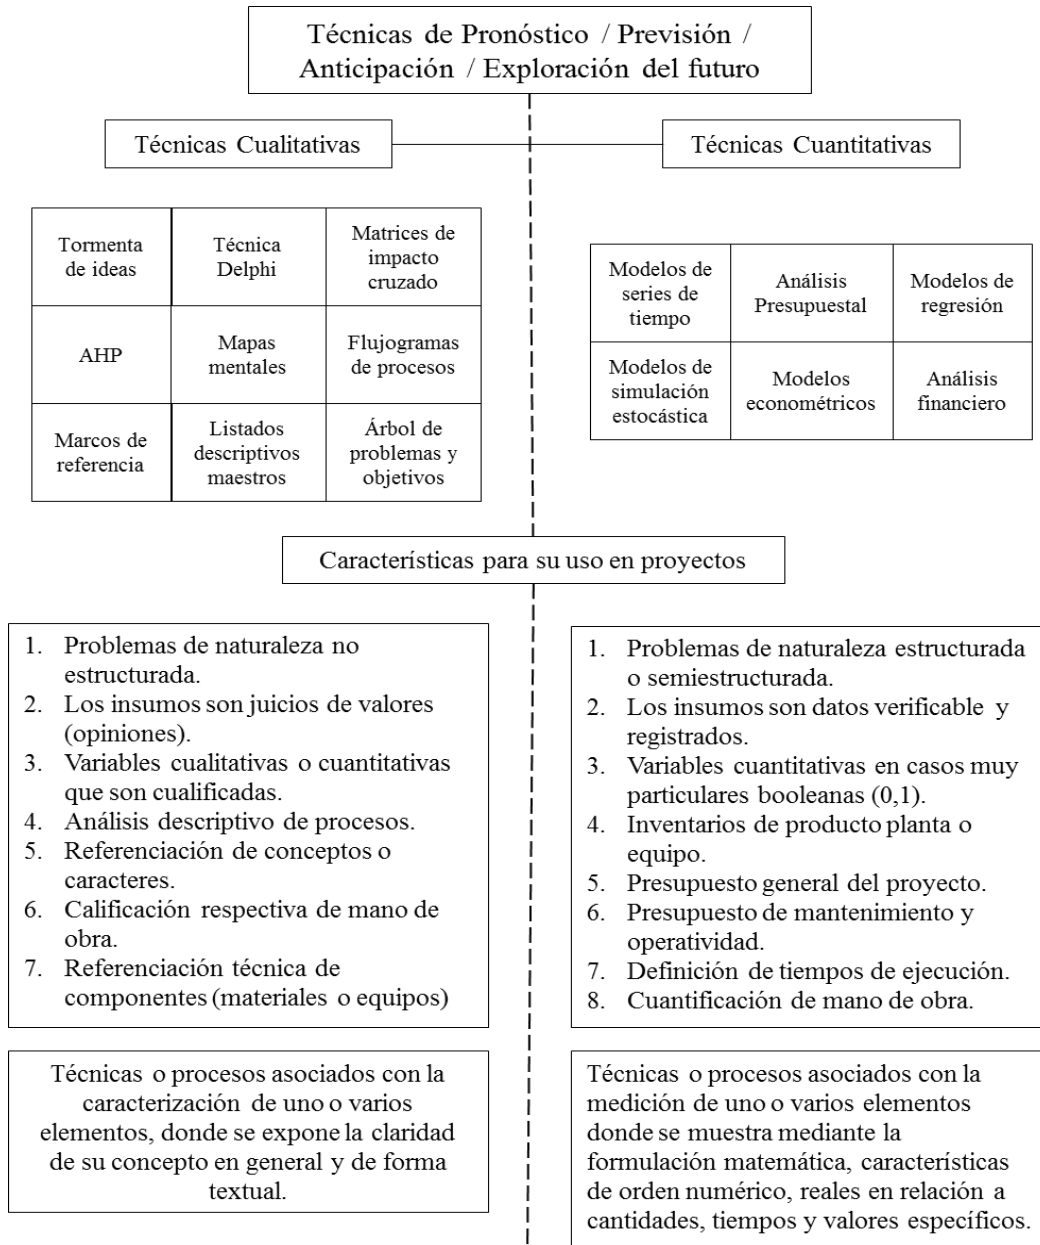 Técnicas de Pronóstico / Previsión /
Anticipación / Exploración del futuro
Técnicas Cualitativas
Técnicas Cuantitativas
Tormenta
de ideas
Técnica
Delphi
Matrices de
impacto
cruzado
AHP
Mapas
mentales
Flujogramas
de procesos
Marcos de
referencia
Listados
descriptivos
maestros
Árbol de
problemas y
objetivos
Modelos de
series de
tiempo
Análisis
Presupuestal
Modelos de
regresión
Modelos de
simulación
estocástica
Modelos
econométricos
Análisis
financiero
Características para su uso en proyectos
1. Problemas de naturaleza no
estructurada.
2. Los insumos son juicios de valores
(opiniones).
3. Variables cualitativas o cuantitativas
que son cualificadas.
4. Análisis descriptivo de procesos.
5. Referenciación de conceptos o
caracteres.
6. Calificación respectiva de mano de
obra.
7. Referenciación técnica de
componentes (materiales o equipos)
1. Problemas de naturaleza estructurada
o semiestructurada.
2. Los insumos son datos verificable y
registrados.
3. Variables cuantitativas en casos muy
particulares booleanas (0,1).
4. Inventarios de producto planta o
equipo.
5. Presupuesto general del proyecto.
6. Presupuesto de mantenimiento y
operatividad.
7. Definición de tiempos de ejecución.
8. Cuantificación de mano de obra.
Técnicas o procesos asociados con la
caracterización de uno o varios
elementos, donde se expone la claridad
de su concepto en general y de forma
textual.
Técnicas o procesos asociados con la
medición de uno o varios elementos
donde se muestra mediante la
formulación matemática, características
de orden numérico, reales en relación a
cantidades, tiempos y valores específicos.